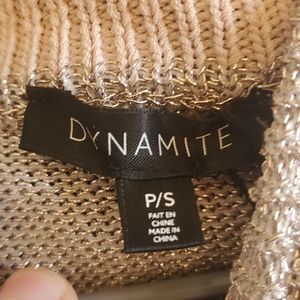 DYNAMITE
P/S
FAIT EN
CHINE
MADE IN
CHINA